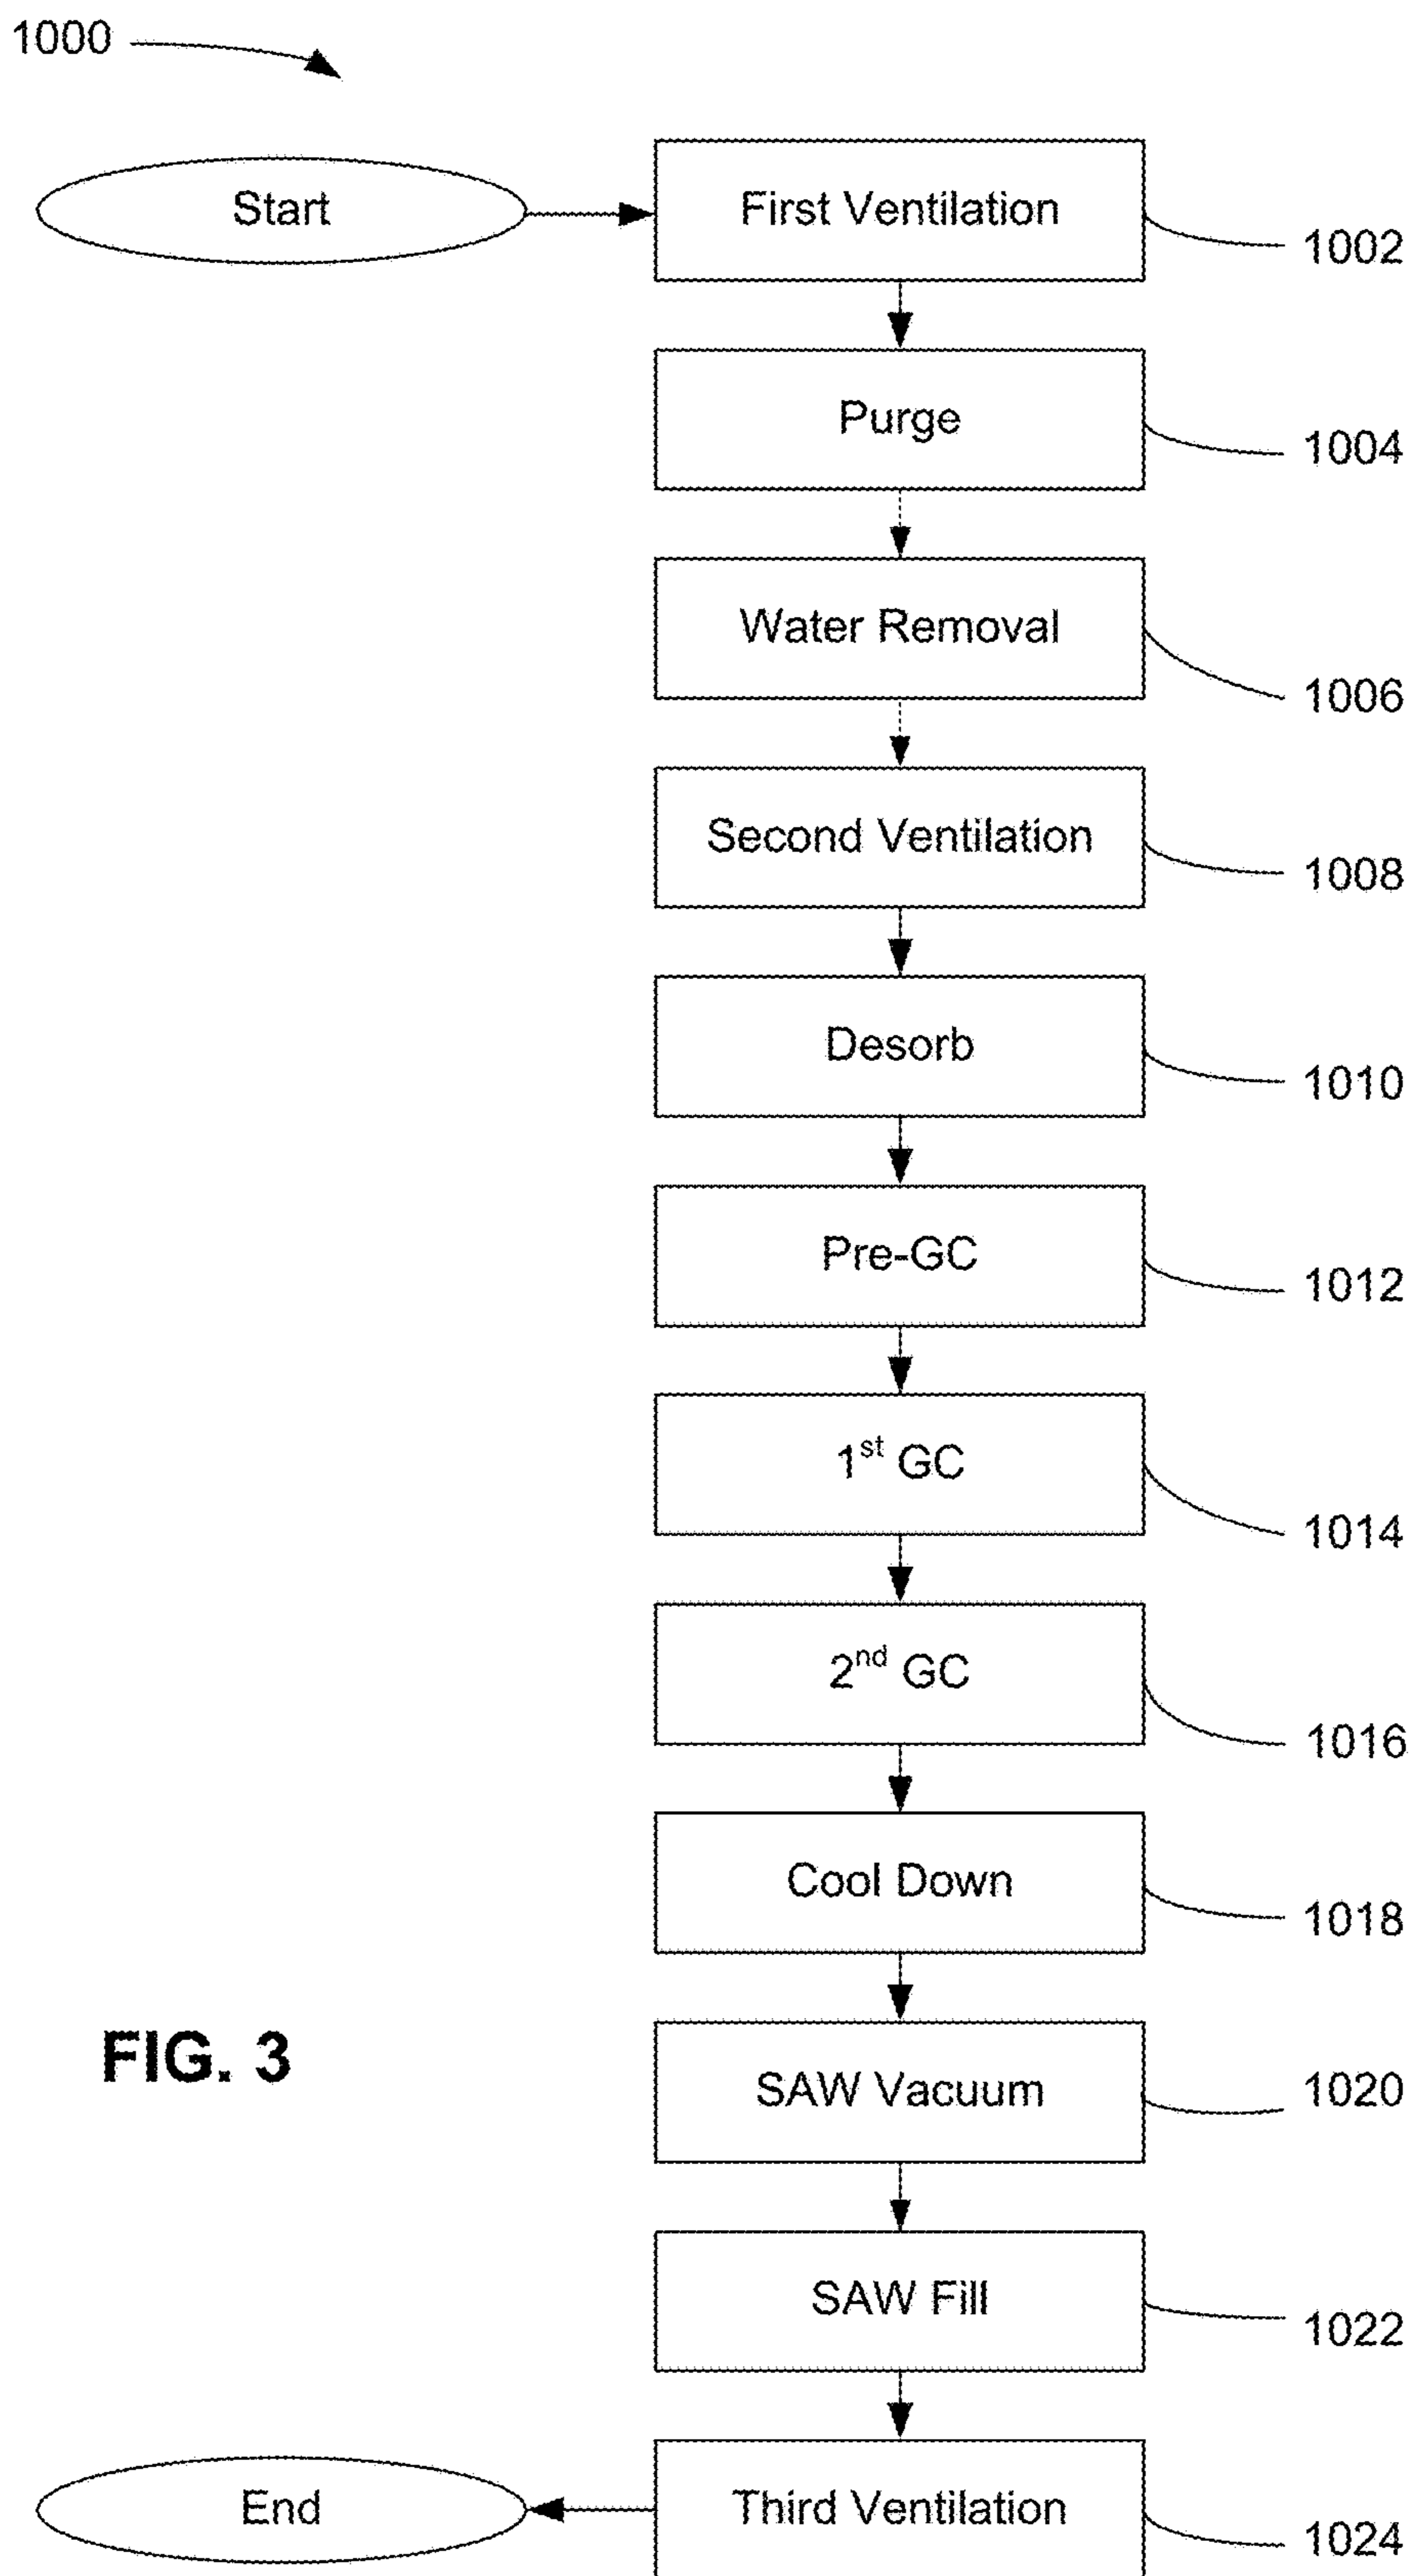 1000
Start
First Ventilation
1002
Purge
1004
Water Removal
1006
Second Ventilation
1008
Desorb
1010
Pre-GC
1012
1st GC
1014
2nd GC
1016
Cool Down
1018
FIG. 3
SAW Vacuum
1020
SAW Fill
1022
End
Third Ventilation
1024